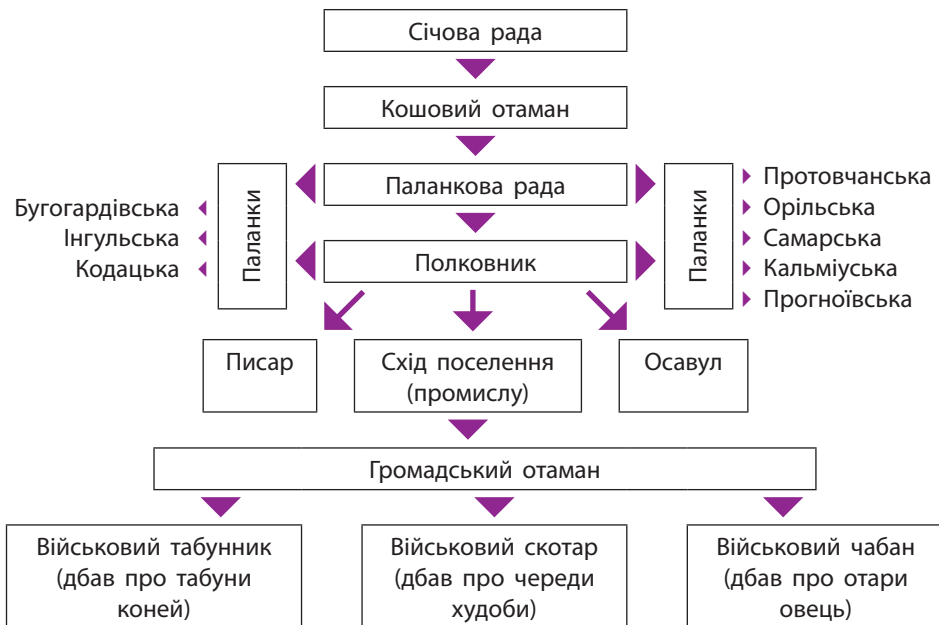 Січова рада
Кошовий отаман
Паланкова рада
Полковник
Паланки
Бугогардівська
Інгульська
Кодацька
Паланки
Протовчанська
Орільська
Самарська
Кальміуська
Прогноївська
Писар
Схід поселення
(промислу)
Осавул
Громадський отаман
Військовий табунник
(дбав про табуни
коней)
Військовий скотар
(дбав про череди
худоби)
Військовий чабан
(дбав про отари
овець)